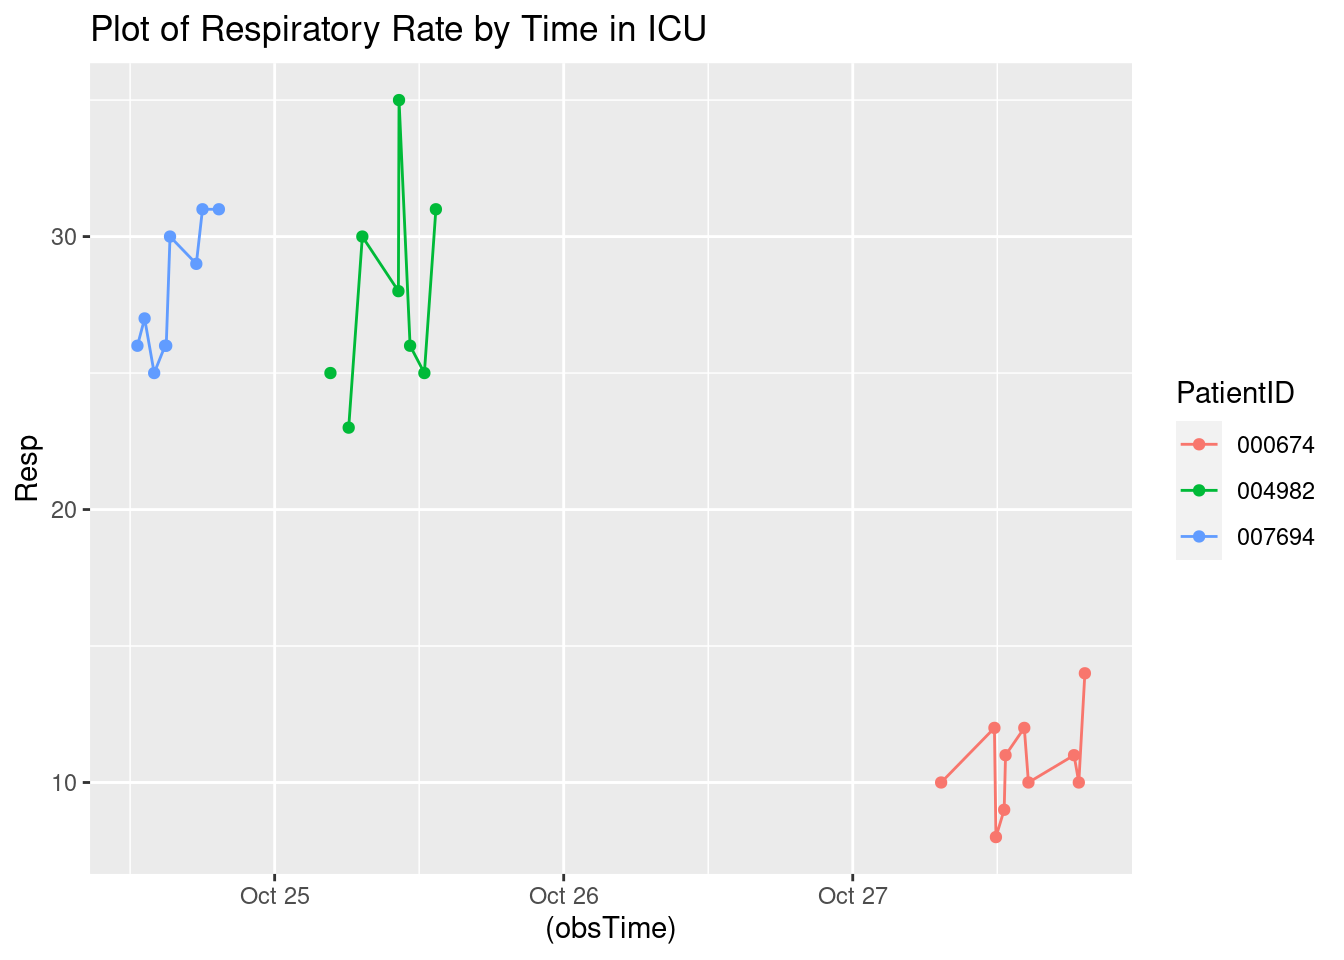 Plot of Respiratory Rate by Time in ICU
Resp
30
20
10
Oct 25
Oct 26
Oct 27
(obsTime)
PatientID
000674
004982
007694